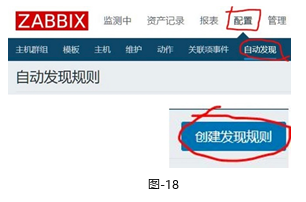 ZABBIX 监测中 资产记录 报表 配置 管理
主机群组 模板 主机 维护 动作 关联项事件 自动发现
自动发现规则
创建发现规则
图-18